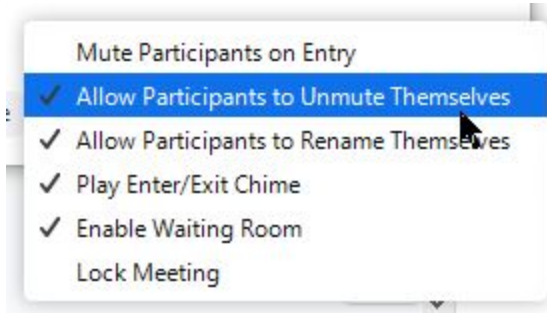 Mute Participants on Entry
Allow Participants to Unmute Themselves
Allow Participants to Rename Themselves
Play Enter/Exit Chime
Enable Waiting Room
Lock Meeting